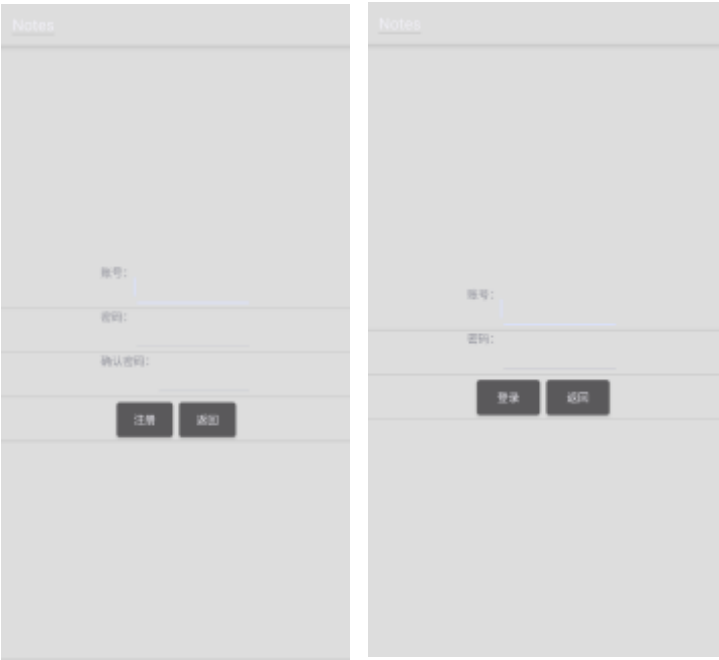 Notes
账号：
密码：
确认密码：
注册 返回
Notes
账号：
密码：
登录 返回